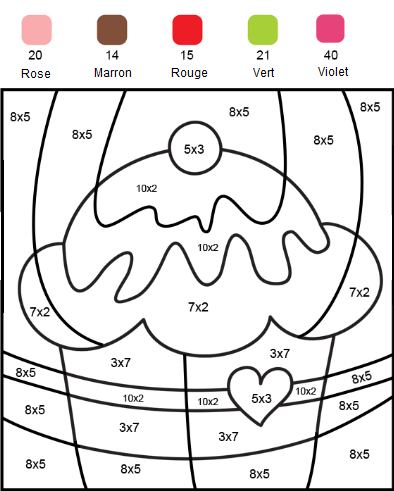 20 14 15 21 40
Rose Marron Rouge Vert Violet
8x5 8x5 8x5 8x5 8x5
5x3
10x2
10x2
7x2 7x2 7x2
3x7 3x7
8x5 8x5
10x2 10x2 5x3 10x2
8x5 8x5
3x7 3x7
8x5 8x5 8x5 8x5